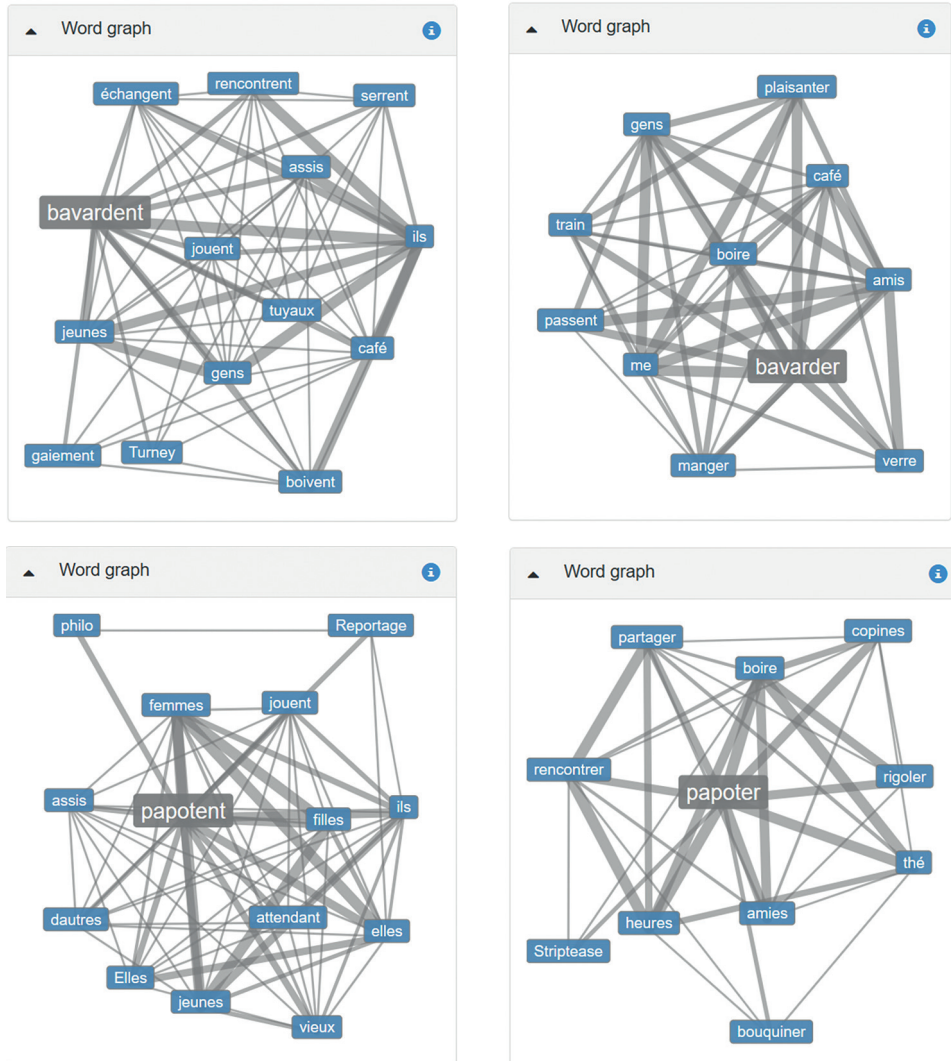 Word graph
échangent
rencontrent
serrent
assis
bavardent
ils
jouent
tuyaux
jeunes
café
gens
gaiement
Turney
boivent
Word graph
plaisanter
gens
café
train
boire
amis
passent
me
bavarder
manger
verre
Word graph
philo
Reportage
femmes
jouent
assis
papotent
filles
ils
dautres
attendant
elles
Elles
jeunes
vieux
Word graph
partager
copines
boire
rencontrer
papoter
rigoler
thé
heures
amies
Striptease
bouquiner